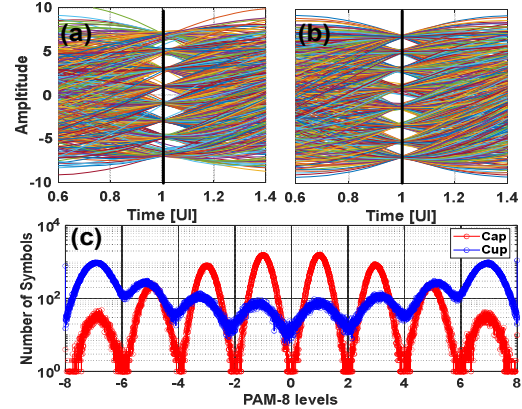 (a)
(b)
Ampltitude
10
5
0
-5
-10
0.6
0.8
1
1.2
1.4
Time [UI]
0.6
0.8
1
1.2
1.4
Time [UI]
(c)
Cap
Cup
Number of Symbols
10^4
10^2
10^0
-8
-6
-4
-2
0
2
4
6
8
PAM-8 levels